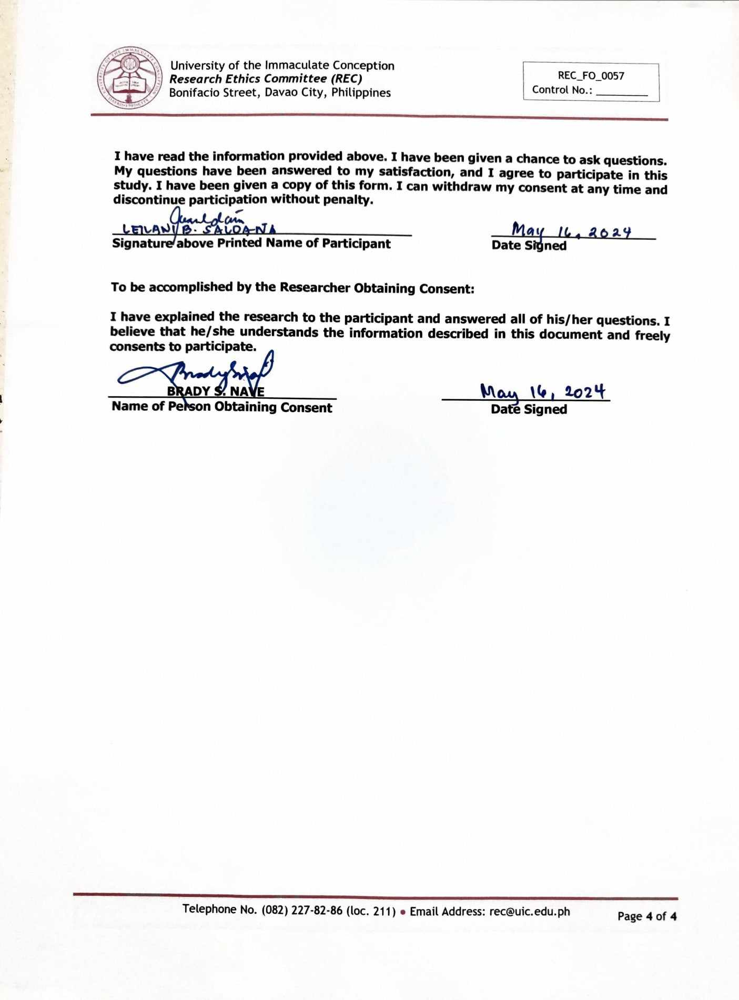 University of the Immaculate Conception
Research Ethics Committee (REC)
Bonifacio Street, Davao City, Philippines
REC_FO_0057
Control No.: __________
I have read the information provided above. I have been given a chance to ask questions.
My questions have been answered to my satisfaction, and I agree to participate in this
study. I have been given a copy of this form. I can withdraw my consent at any time and
discontinue participation without penalty.
LEILANI B. SALDANA
May 16, 2024
Signature above Printed Name of Participant
Date Signed
To be accomplished by the Researcher Obtaining Consent:
I have explained the research to the participant and answered all of his/her questions. I
believe that he/she understands the information described in this document and freely
consents to participate.
BRADY S. NAVE
May 16, 2024
Name of Person Obtaining Consent
Date Signed
Telephone No. (082) 227-82-86 (loc. 211) • Email Address: rec@uic.edu.ph
Page 4 of 4